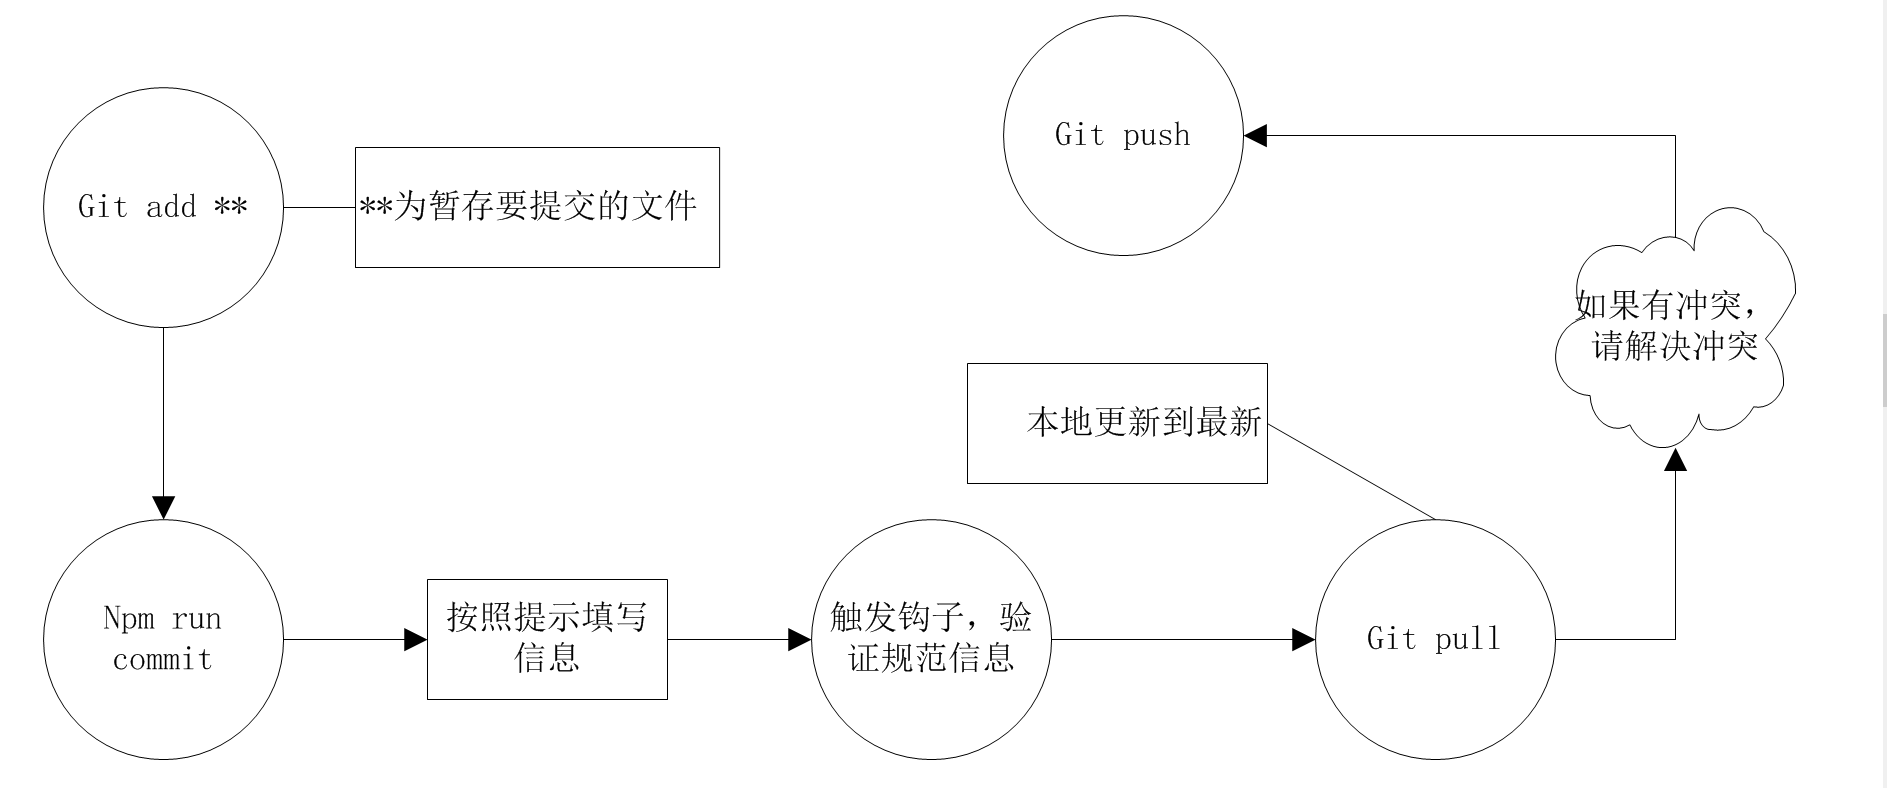 Git add **
**为暂存要提交的文件
Npm run
commit
按照提示填写
信息
触发钩子，验
证规范信息
Git pull
本地更新到最新
如果有冲突，
请解决冲突
Git push